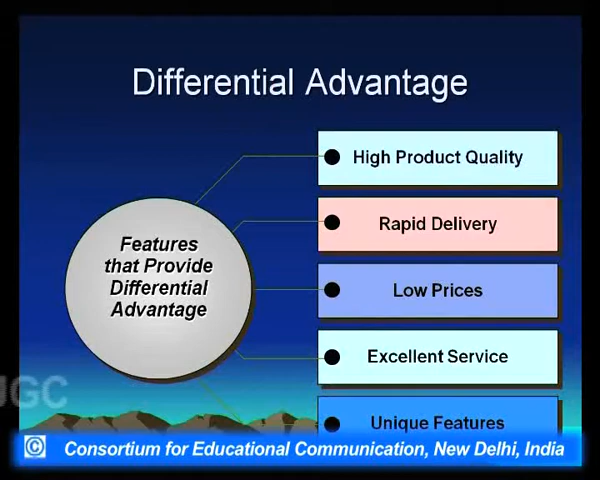 Differential Advantage
Features
that Provide
Differential
Advantage
High Product Quality
Rapid Delivery
Low Prices
Excellent Service
Unique Features
UGC
© Consortium for Educational Communication, New Delhi, India